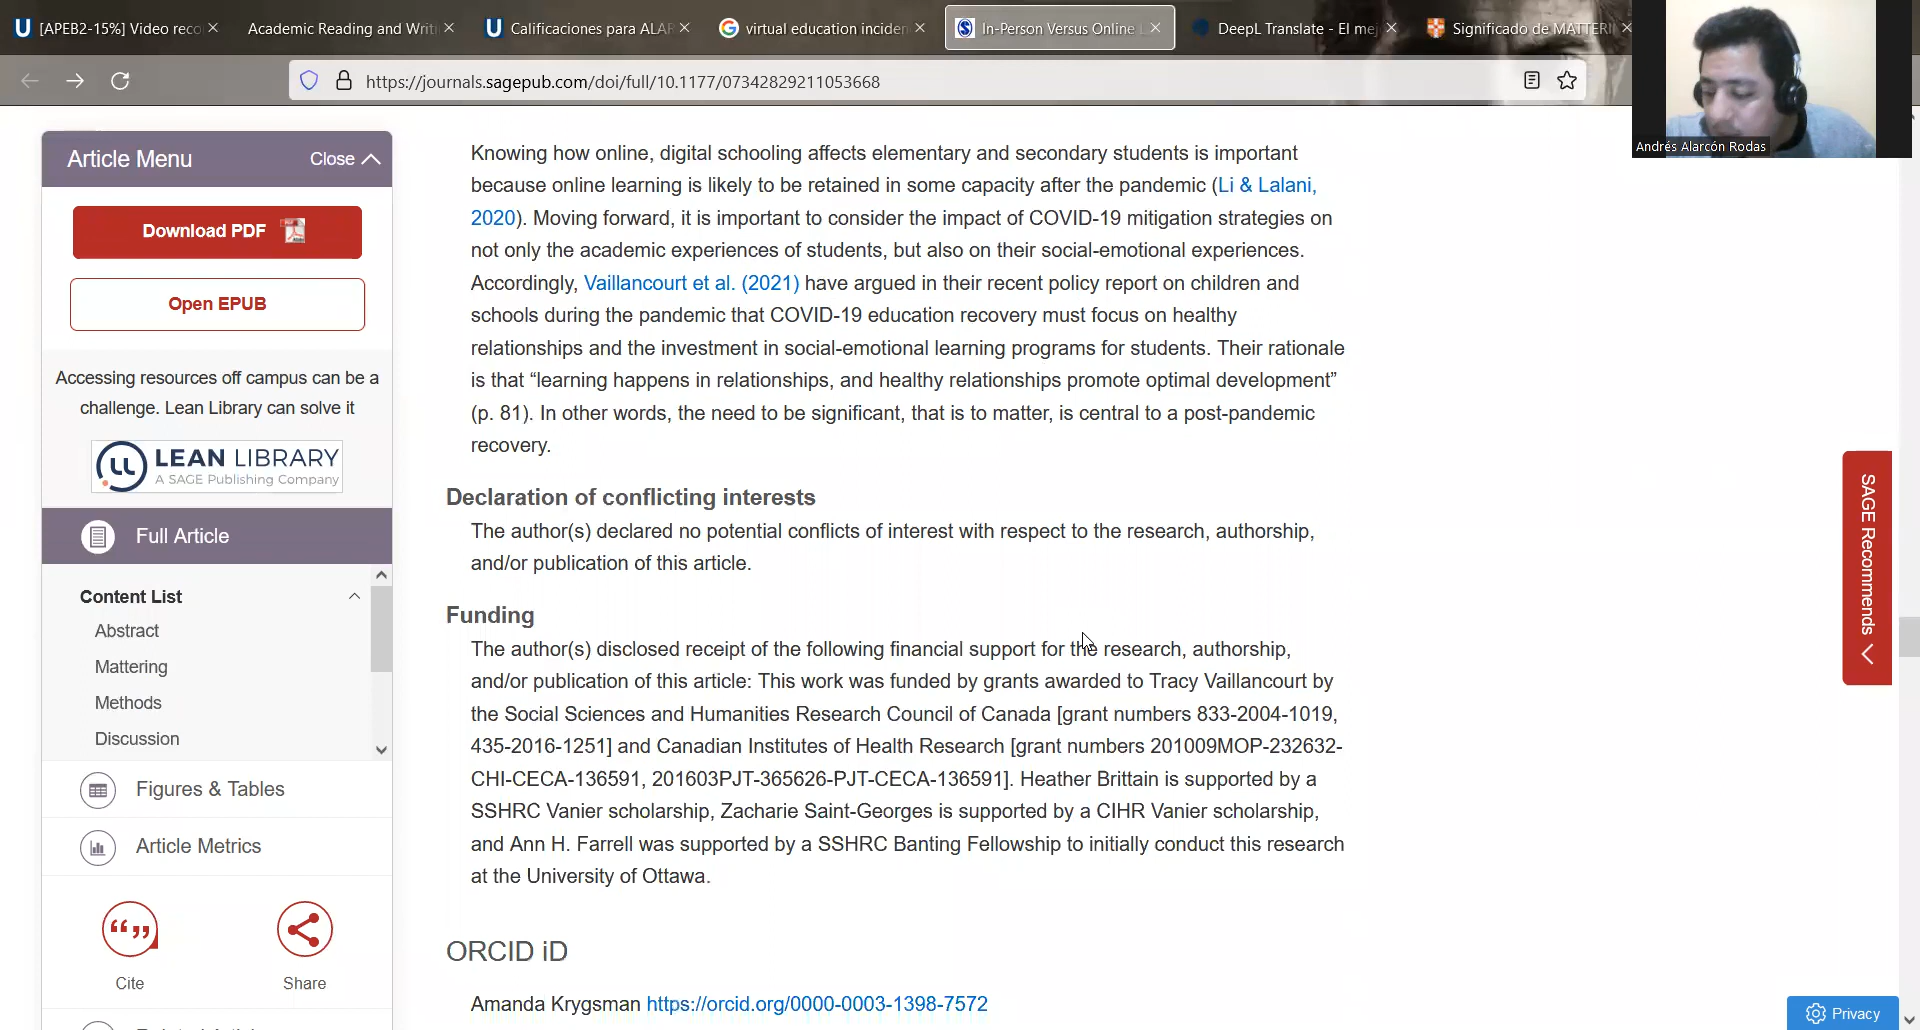 [APEB2-15%] Video reco
Academic Reading and Writi
Calificaciones para ALAR
virtual education inciden
In-Person Versus Online L
DeepL Translate - El mej
Significado de MATTERIN
https://journals.sagepub.com/doi/full/10.1177/07342829211053668
Andrés Alarcón Rodas
Article Menu
Close
Download PDF
Open EPUB
Accessing resources off campus can be a
challenge. Lean Library can solve it
LEAN LIBRARY
A SAGE Publishing Company
Full Article
Content List
Abstract
Mattering
Methods
Discussion
Figures & Tables
Article Metrics
Cite
Share
Knowing how online, digital schooling affects elementary and secondary students is important
because online learning is likely to be retained in some capacity after the pandemic (Li & Lalani,
2020). Moving forward, it is important to consider the impact of COVID-19 mitigation strategies on
not only the academic experiences of students, but also on their social-emotional experiences.
Accordingly, Vaillancourt et al. (2021) have argued in their recent policy report on children and
schools during the pandemic that COVID-19 education recovery must focus on healthy
relationships and the investment in social-emotional learning programs for students. Their rationale
is that “learning happens in relationships, and healthy relationships promote optimal development”
(p. 81). In other words, the need to be significant, that is to matter, is central to a post-pandemic
recovery.
Declaration of conflicting interests
The author(s) declared no potential conflicts of interest with respect to the research, authorship,
and/or publication of this article.
Funding
The author(s) disclosed receipt of the following financial support for the research, authorship,
and/or publication of this article: This work was funded by grants awarded to Tracy Vaillancourt by
the Social Sciences and Humanities Research Council of Canada [grant numbers 833-2004-1019,
435-2016-1251] and Canadian Institutes of Health Research [grant numbers 201009MOP-232632-
CHI-CECA-136591, 201603PJT-365626-PJT-CECA-136591]. Heather Brittain is supported by a
SSHRC Vanier scholarship, Zacharie Saint-Georges is supported by a CIHR Vanier scholarship,
and Ann H. Farrell was supported by a SSHRC Banting Fellowship to initially conduct this research
at the University of Ottawa.
ORCID iD
Amanda Krygsman https://orcid.org/0000-0003-1398-7572
SAGE Recommends
Privacy